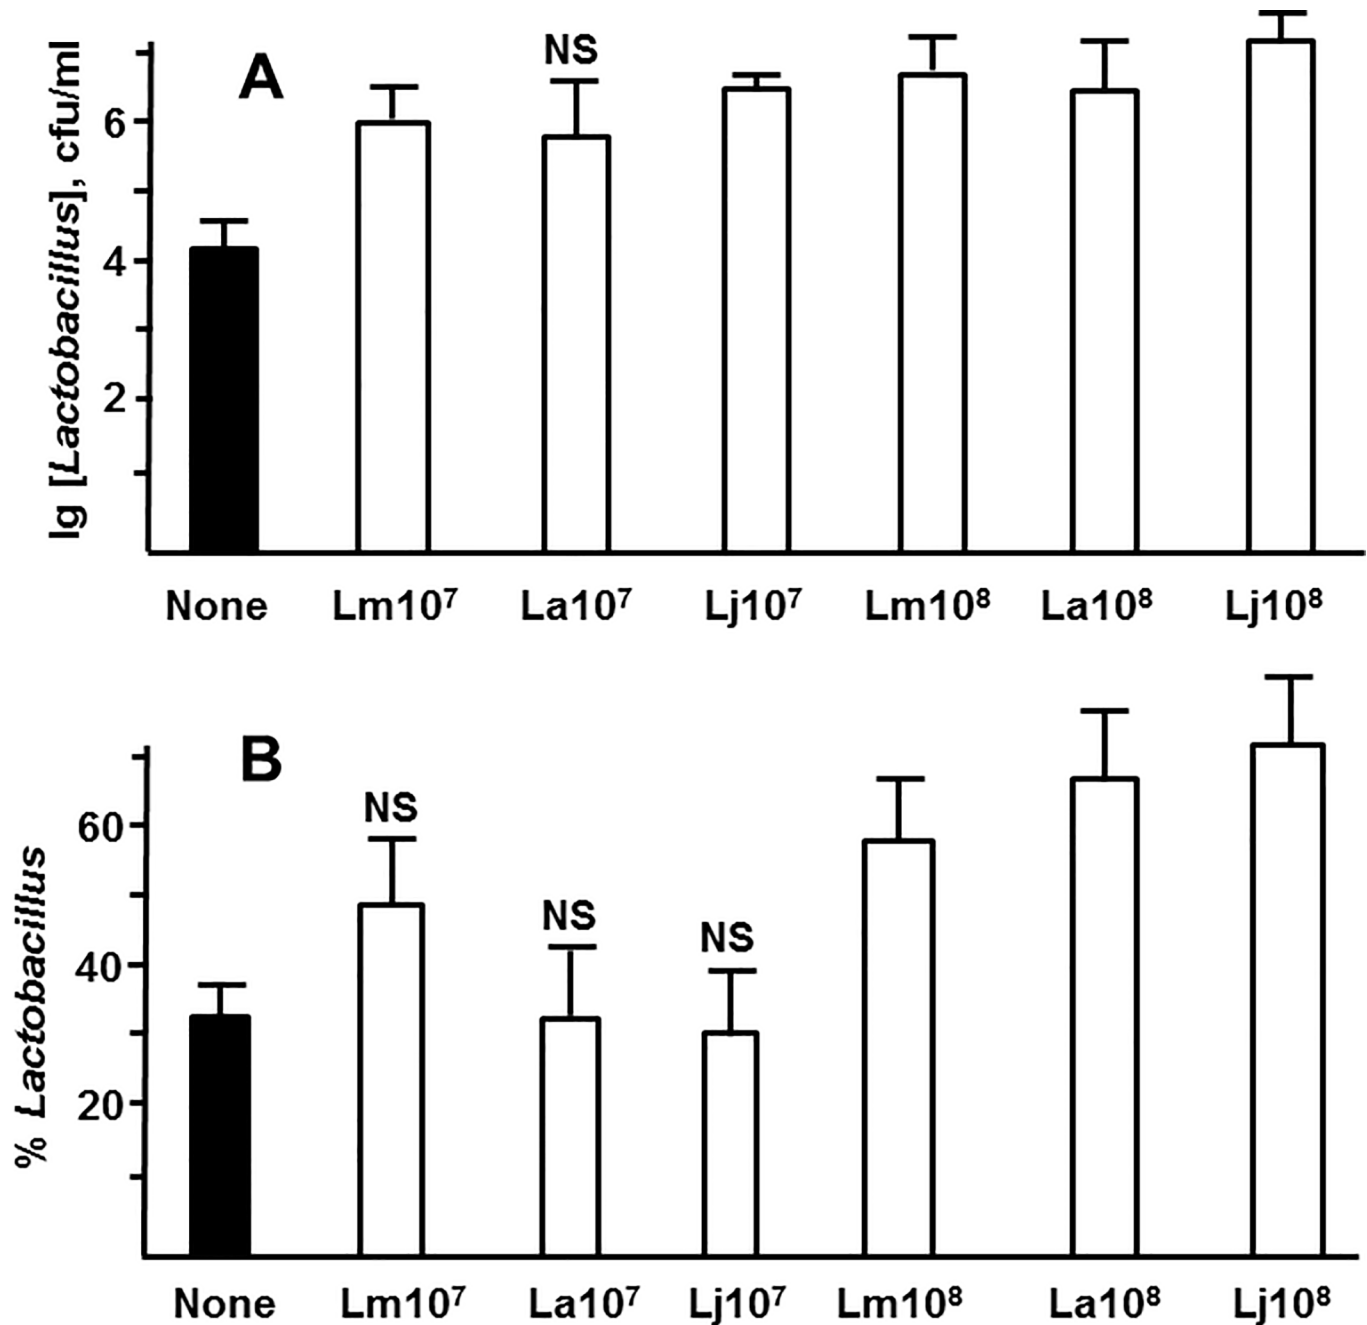 A
NS
lg [Lactobacillus], cfu/ml
6
4
2
None Lm10⁷ La10⁷ Lj10⁷ Lm10⁸ La10⁸ Lj10⁸
B
NS
NS
NS
% Lactobacillus
60
40
20
None Lm10⁷ La10⁷ Lj10⁷ Lm10⁸ La10⁸ Lj10⁸